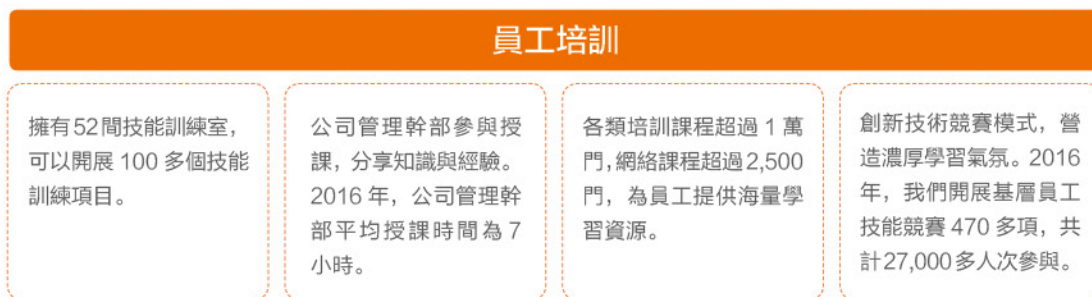 員工培訓
擁有52間技能訓練室，
可以開展 100 多個技能
訓練項目。
公司管理幹部參與授
課，分享知識與經驗。
2016 年，公司管理幹
部平均授課時間為 7
小時。
各類培訓課程超過 1 萬
門，網絡課程超過2,500
門，為員工提供海量學
習資源。
創新技術競賽模式，營
造濃厚學習氣氛。2016
年，我們開展基層員工
技能競賽 470 多項，共
計27,000多人次參與。